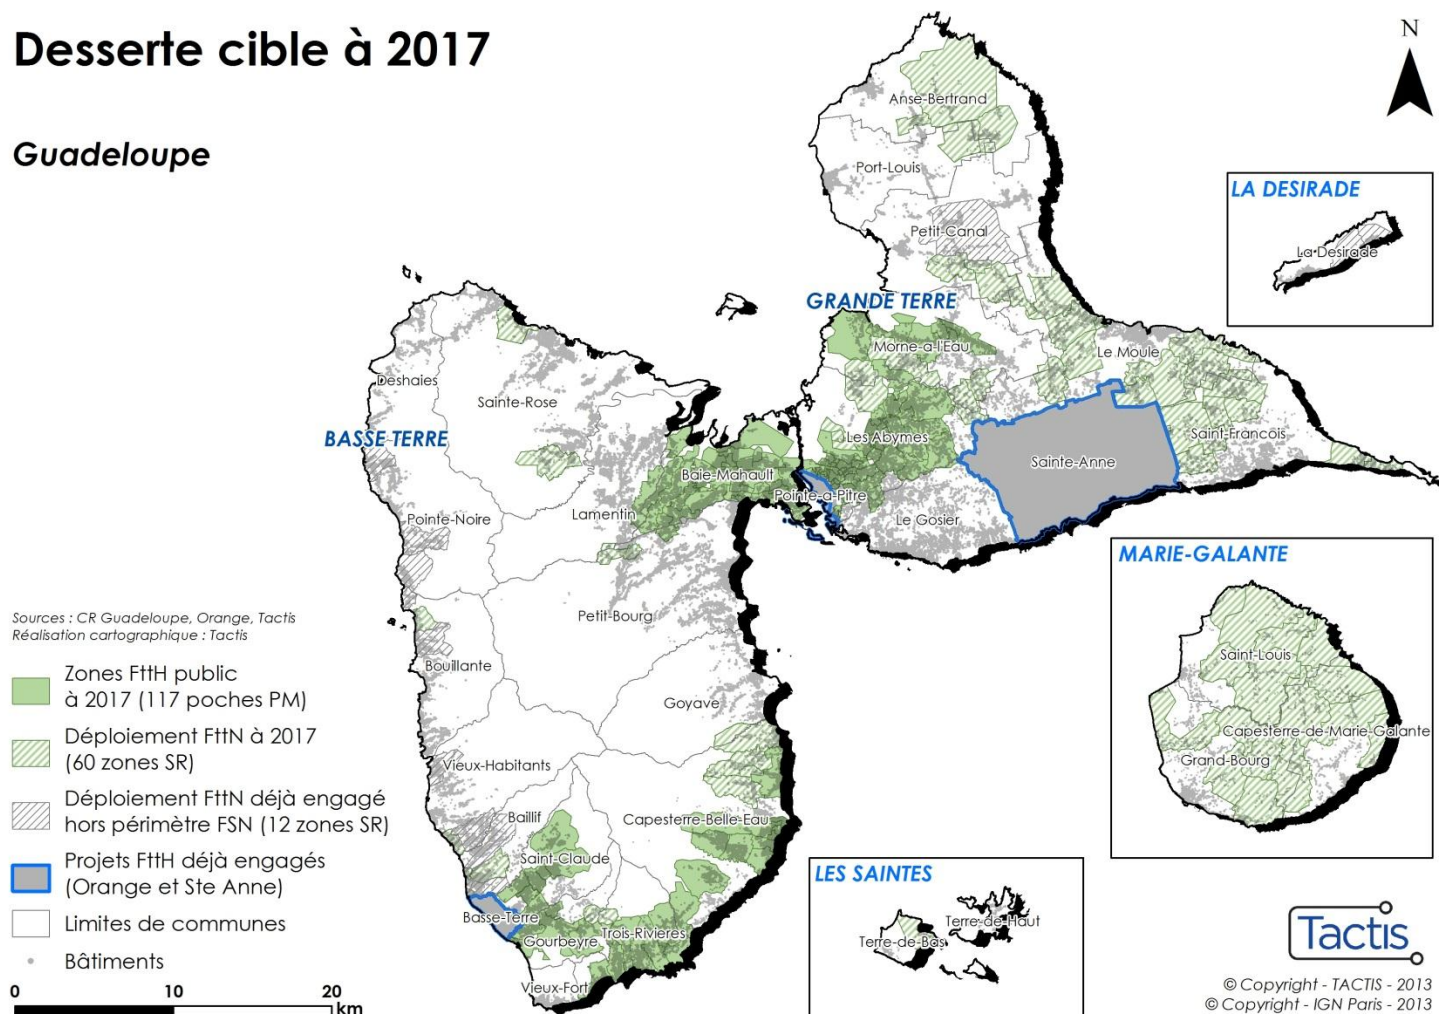 Desserte cible à 2017
Guadeloupe
N
Anse-Bertrand
Port-Louis
Petit-Canal
LA DESIRADE
La Desirade
GRANDE TERRE
Morne-a-l'Eau
Le Moule
Deshaies
Sainte-Rose
BASSE TERRE
Les Abymes
Saint-Francois
Sainte-Anne
Baie-Mahault
Pointe-a-Pitre
Pointe-Noire
Lamentin
Le Gosier
MARIE-GALANTE
Petit-Bourg
Sources : CR Guadeloupe, Orange, Tactis
Réalisation cartographique : Tactis
Saint-Louis
Bouillante
Zones FttH public
à 2017 (117 poches PM)
Goyave
Capesterre-de-Marie-Galante
Déploiement FttN à 2017
(60 zones SR)
Vieux-Habitants
Grand-Bourg
Déploiement FttN déjà engagé
hors périmètre FSN (12 zones SR)
Baillif
Capesterre-Belle-Eau
Saint-Claude
Projets FttH déjà engagés
(Orange et Ste Anne)
LES SAINTES
Basse-Terre
Limites de communes
Terre-de-Haut
Gourbeyre
Trois-Rivieres
Terre-de-Bas
Tactis
Bâtiments
Vieux-Fort
0 10 20
km
© Copyright - TACTIS - 2013
© Copyright - IGN Paris - 2013